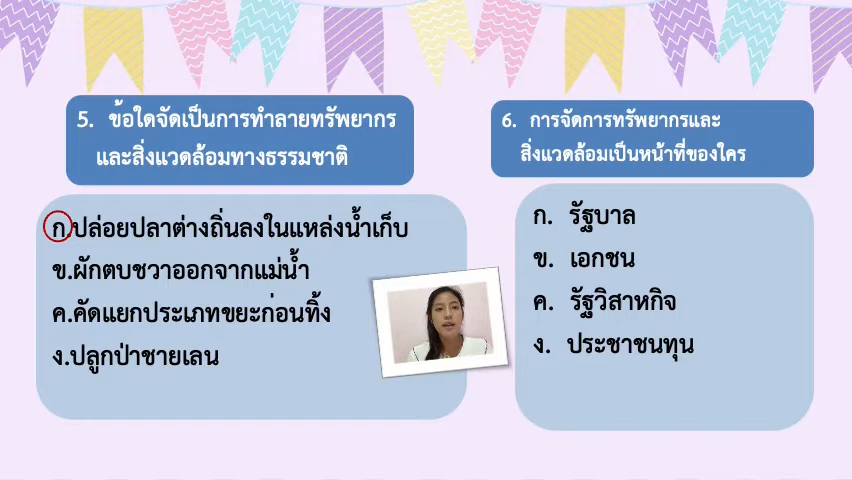 5. ข้อใดจัดเป็นการทำลายทรัพยากร
และสิ่งแวดล้อมทางธรรมชาติ
ก.ปล่อยปลาต่างถิ่นลงในแหล่งน้ำเก็บ
ข.ผักตบชวาออกจากแม่น้ำ
ค.คัดแยกประเภทขยะก่อนทิ้ง
ง.ปลูกป่าชายเลน
6. การจัดการทรัพยากรและ
สิ่งแวดล้อมเป็นหน้าที่ของใคร
ก. รัฐบาล
ข. เอกชน
ค. รัฐวิสาหกิจ
ง. ประชาชนทุน